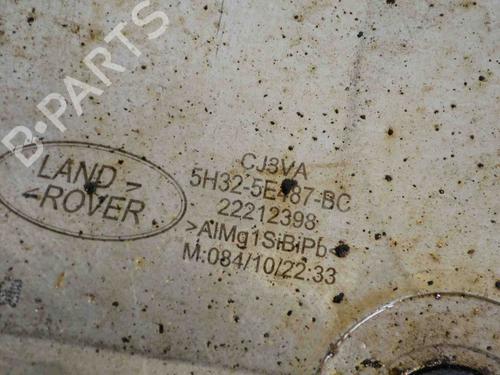 B-PARTS
LAND
ROVER
CJ3VA
5H32-5E487-BC
22212398
>AlMg1SiBiPb<
M:084/10/22:33